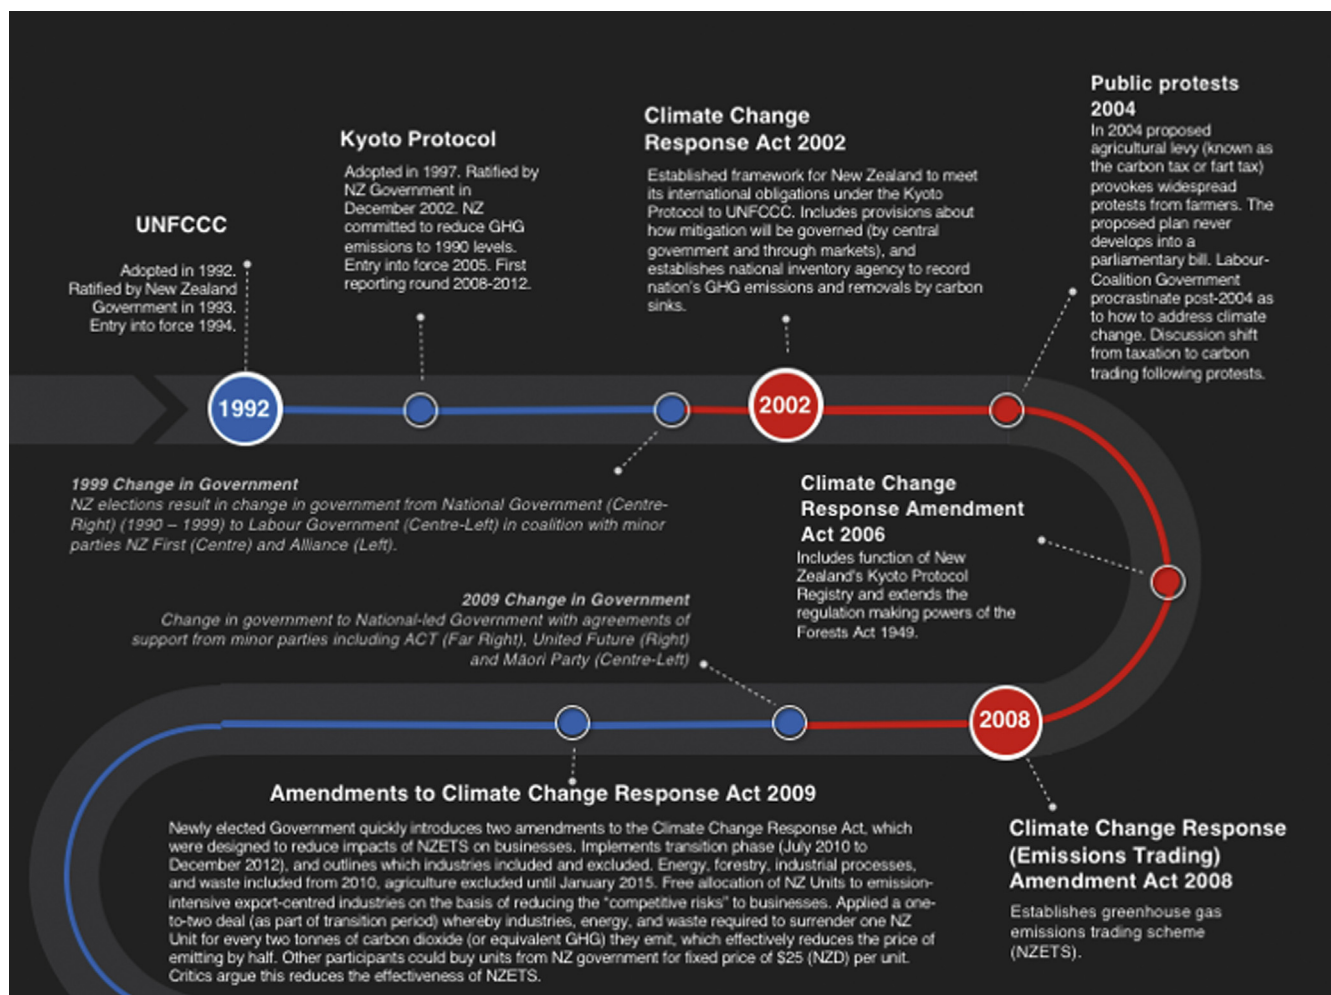 UNFCCC
Adopted in 1992.
Ratified by New Zealand
Government in 1993.
Entry into force 1994.
Kyoto Protocol
Adopted in 1997. Ratified by
NZ Government in
December 2002. NZ
committed to reduce GHG
emissions to 1990 levels.
Entry into force 2005. First
reporting round 2008-2012.
Climate Change
Response Act 2002
Established framework for New Zealand to meet
its international obligations under the Kyoto
Protocol to UNFCCC. Includes provisions about
how mitigation will be governed (by central
government and through markets), and
establishes national inventory agency to record
nation's GHG emissions and removals by carbon
sinks.
Public protests
2004
In 2004 proposed
agricultural levy (known as
the carbon tax or fart tax)
provokes widespread
protests from farmers. The
proposed plan never
develops into a
parliamentary bill. Labour-
Coalition Government
procrastinate post-2004 as
to how to address climate
change. Discussion shift
from taxation to carbon
trading following protests.
1992
2002
1999 Change in Government
NZ elections result in change in government from National Government (Centre-
Right) (1990 – 1999) to Labour Government (Centre-Left) in coalition with minor
parties NZ First (Centre) and Alliance (Left).
Climate Change
Response Amendment
Act 2006
Includes function of New
Zealand's Kyoto Protocol
Registry and extends the
regulation making powers of the
Forests Act 1949.
2009 Change in Government
Change in government to National-led Government with agreements of
support from minor parties including ACT (Far Right), United Future (Right)
and Māori Party (Centre-Left)
2008
Amendments to Climate Change Response Act 2009
Newly elected Government quickly introduces two amendments to the Climate Change Response Act, which
were designed to reduce impacts of NZETS on businesses. Implements transition phase (July 2010 to
December 2012), and outlines which industries included and excluded. Energy, forestry, industrial processes,
and waste included from 2010, agriculture excluded until January 2015. Free allocation of NZ Units to emission-
intensive export-centred industries on the basis of reducing the “competitive risks” to businesses. Applied a one-
to-two deal (as part of transition period) whereby industries, energy, and waste required to surrender one NZ
Unit for every two tonnes of carbon dioxide (or equivalent GHG) they emit, which effectively reduces the price of
emitting by half. Other participants could buy units from NZ government for fixed price of $25 (NZD) per unit.
Critics argue this reduces the effectiveness of NZETS.
Climate Change Response
(Emissions Trading)
Amendment Act 2008
Establishes greenhouse gas
emissions trading scheme
(NZETS).